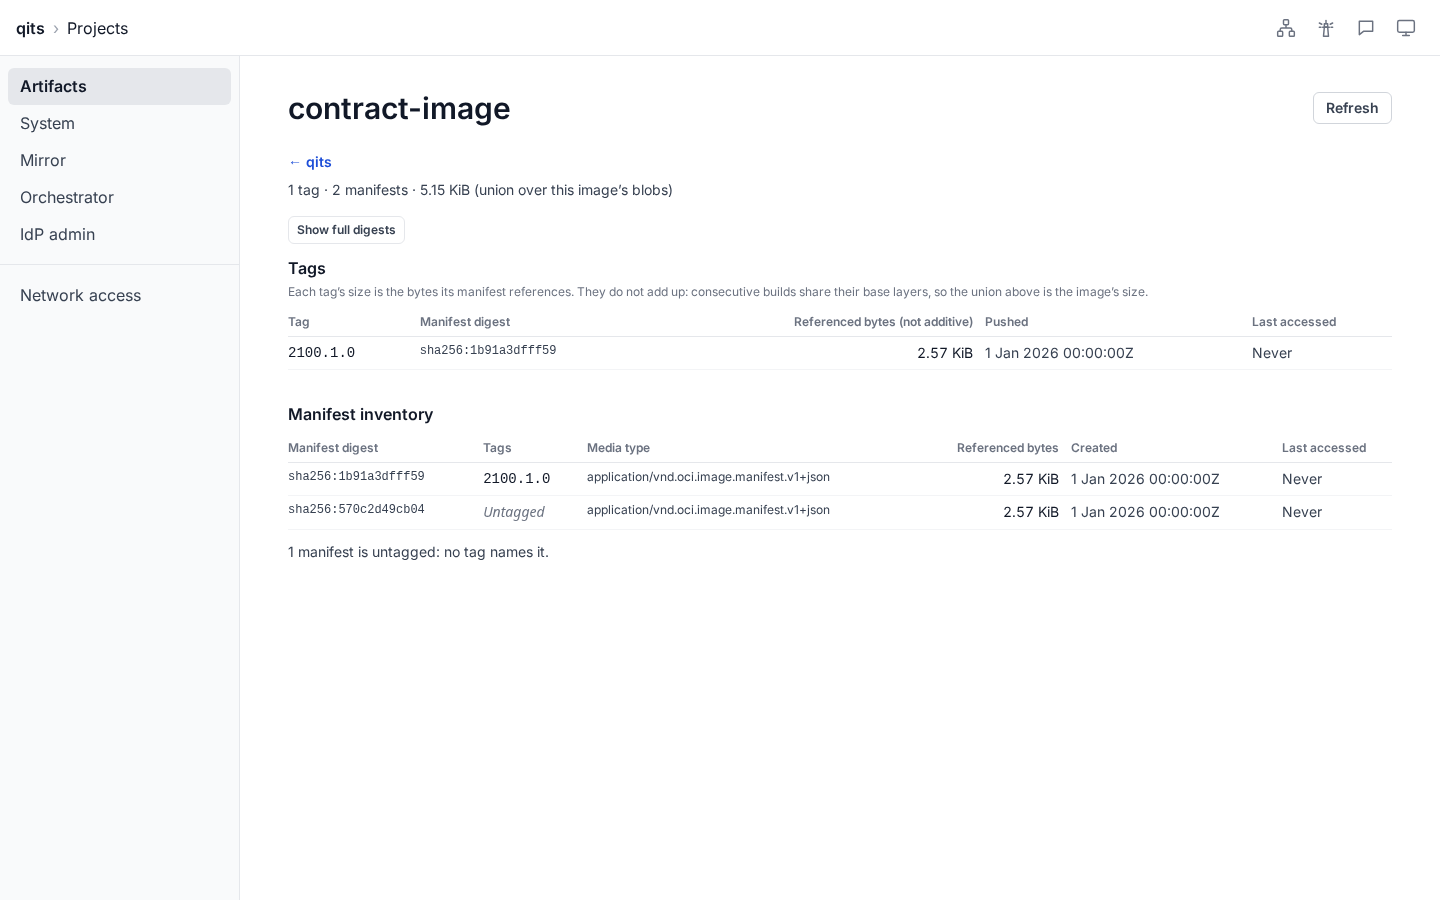 qits › Projects
Artifacts
System
Mirror
Orchestrator
IdP admin
Network access
contract-image
Refresh
← qits
1 tag · 2 manifests · 5.15 KiB (union over this image’s blobs)
Show full digests
Tags
Each tag’s size is the bytes its manifest references. They do not add up: consecutive builds share their base layers, so the union above is the image’s size.
Tag Manifest digest Referenced bytes (not additive) Pushed Last accessed
2100.1.0 sha256:1b91a3dfff59 2.57 KiB 1 Jan 2026 00:00:00Z Never
Manifest inventory
Manifest digest Tags Media type Referenced bytes Created Last accessed
sha256:1b91a3dfff59 2100.1.0 application/vnd.oci.image.manifest.v1+json 2.57 KiB 1 Jan 2026 00:00:00Z Never
sha256:570c2d49cb04 Untagged application/vnd.oci.image.manifest.v1+json 2.57 KiB 1 Jan 2026 00:00:00Z Never
1 manifest is untagged: no tag names it.